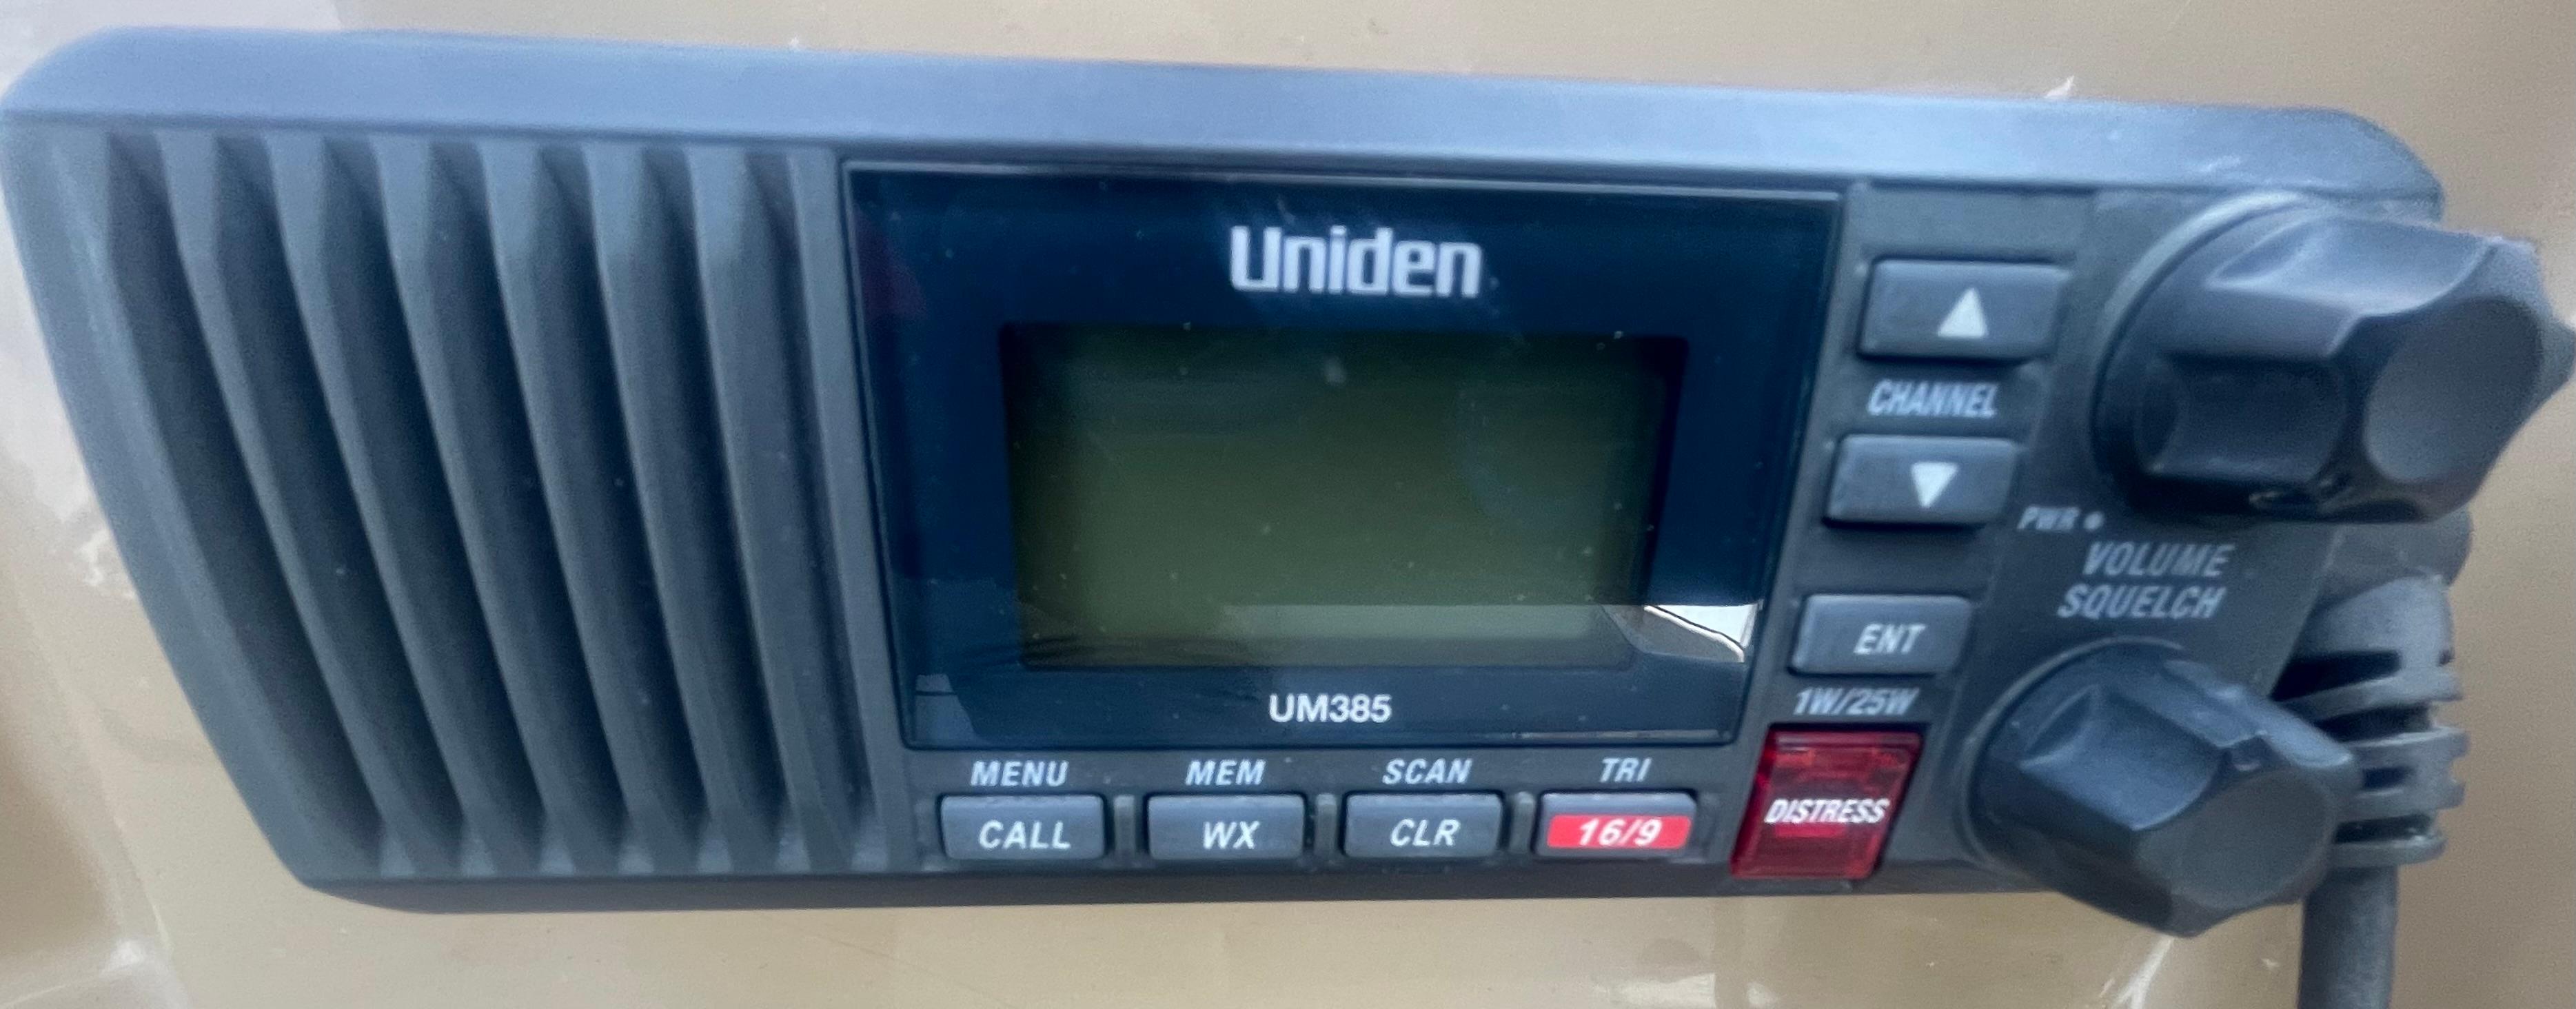 Uniden
CHANNEL
PWR
VOLUME
SQUELCH
ENT
1W/25W
UM385
MENU MEM SCAN TRI
CALL WX CLR 16/9
DISTRESS